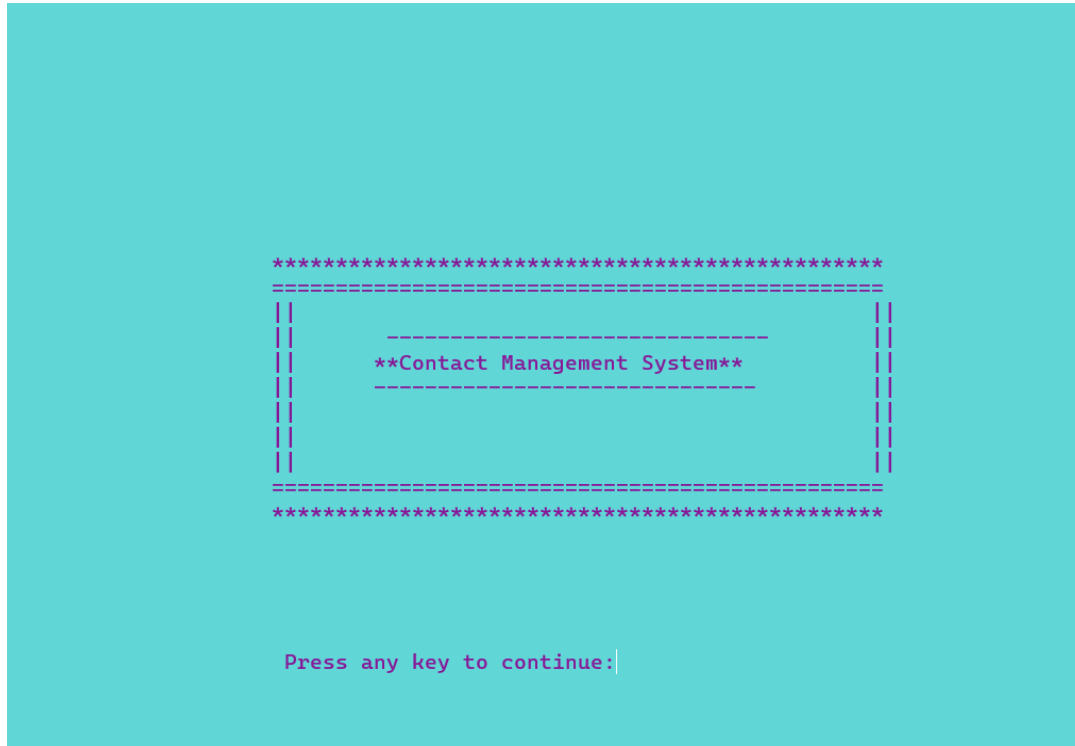 ************************************************
================================================
||                                             ||
||       ------------------------------        ||
||      **Contact Management System**          ||
||      ------------------------------         ||
||                                             ||
||                                             ||
||                                             ||
================================================
************************************************
Press any key to continue: